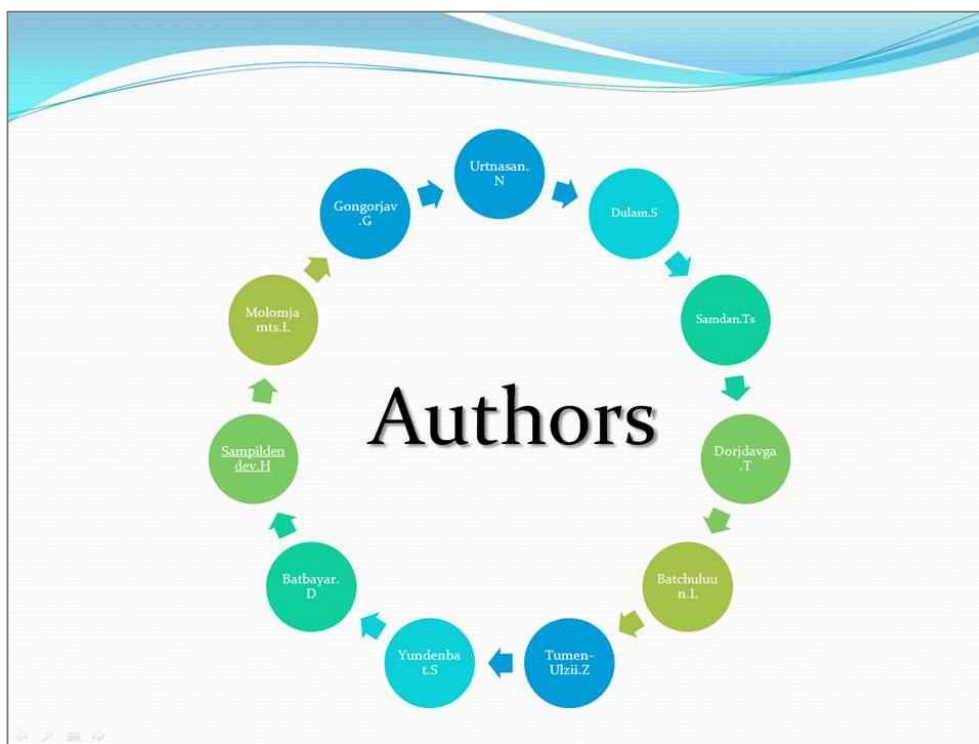 Urtnasan.
N
Dulam.S
Samdan.Ts
Dorjdavga
.T
Batchuluu
n.L
Tumen-
Ulzii.Z
Yundenba
t.S
Batbayar.
D
Sampilden
dev.H
Molomja
mts.L
Gongorjav
.G
Authors